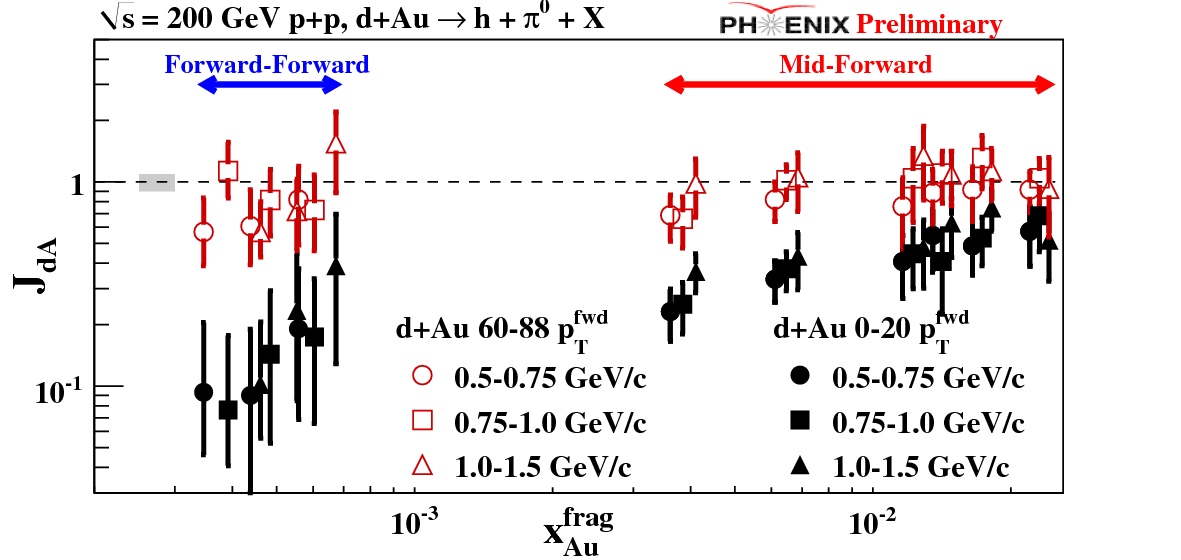 √s = 200 GeV p+p, d+Au → h + π⁰ + X
PHENIX Preliminary
Forward-Forward
Mid-Forward
1
10⁻¹
J_dA
d+Au 60-88 p_T^fwd
0.5-0.75 GeV/c
0.75-1.0 GeV/c
1.0-1.5 GeV/c
d+Au 0-20 p_T^fwd
0.5-0.75 GeV/c
0.75-1.0 GeV/c
1.0-1.5 GeV/c
10⁻³
10⁻²
x_Au^frag